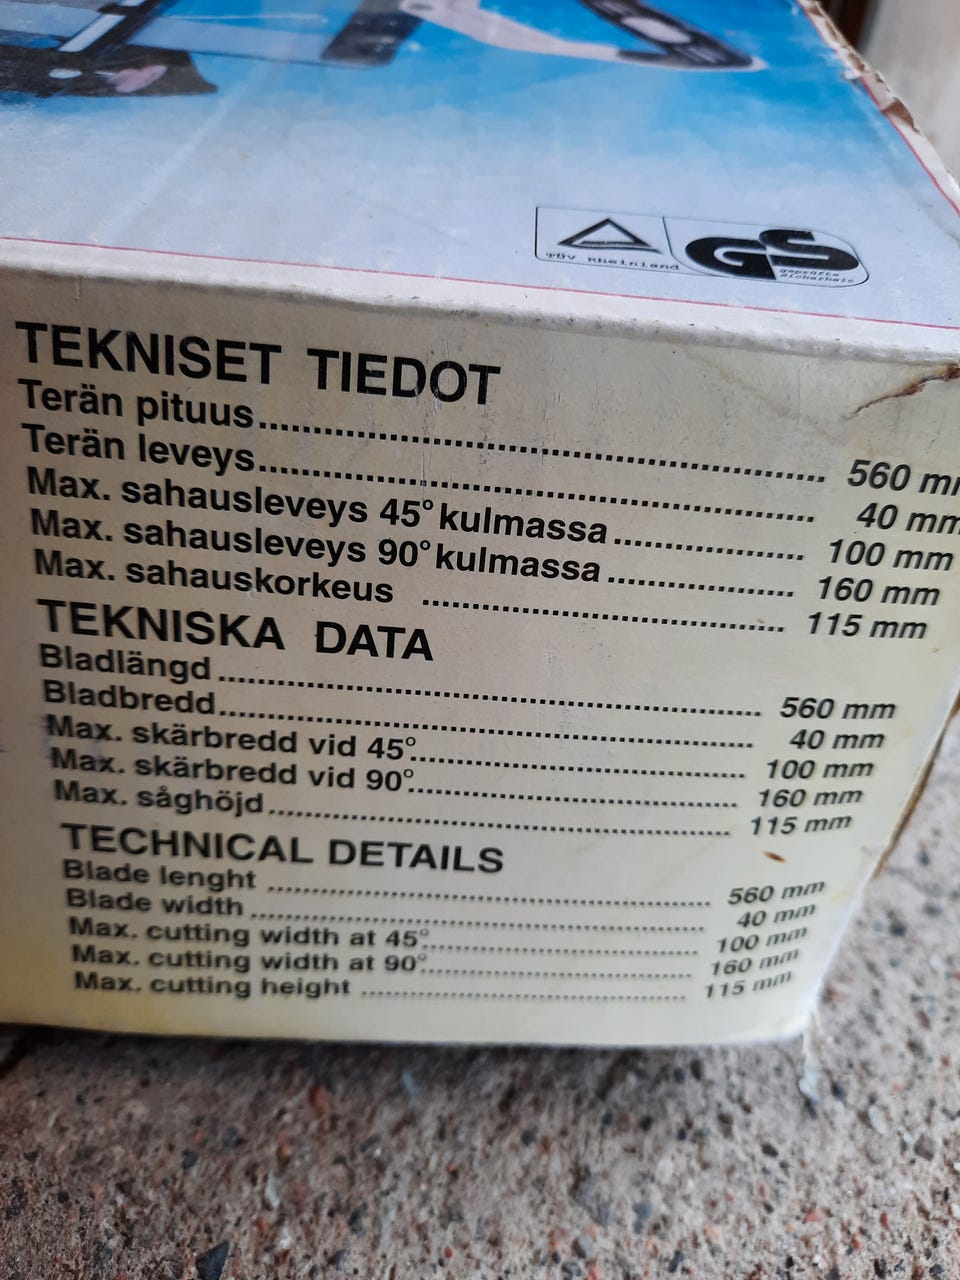 TÜV Rheinland
GS
geprüfte
Sicherheit
TEKNISET TIEDOT
Terän pituus........................................................ 560 mm
Terän leveys........................................................ 40 mm
Max. sahausleveys 45° kulmassa.................... 100 mm
Max. sahausleveys 90° kulmassa.................... 160 mm
Max. sahauskorkeus ...................................... 115 mm
TEKNISKA DATA
Bladlängd........................................................ 560 mm
Bladbredd........................................................ 40 mm
Max. skärbredd vid 45°.................................... 100 mm
Max. skärbredd vid 90°.................................... 160 mm
Max. såghöjd.................................................... 115 mm
TECHNICAL DETAILS
Blade lenght .................................................... 560 mm
Blade width ...................................................... 40 mm
Max. cutting width at 45°................................ 100 mm
Max. cutting width at 90°................................ 160 mm
Max. cutting height ........................................ 115 mm